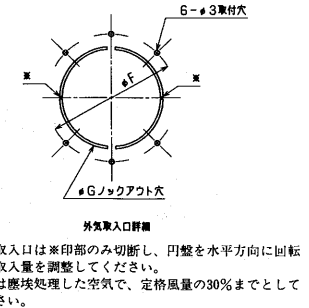 6-φ3取付穴
※
φF
※
φGノックアウト穴
外気取入口詳細
取入口は※印部のみ切断し、円盤を水平方向に回転
取入量を調整してください。
は塵埃処理した空気で、定格風量の30%までとして
さい。